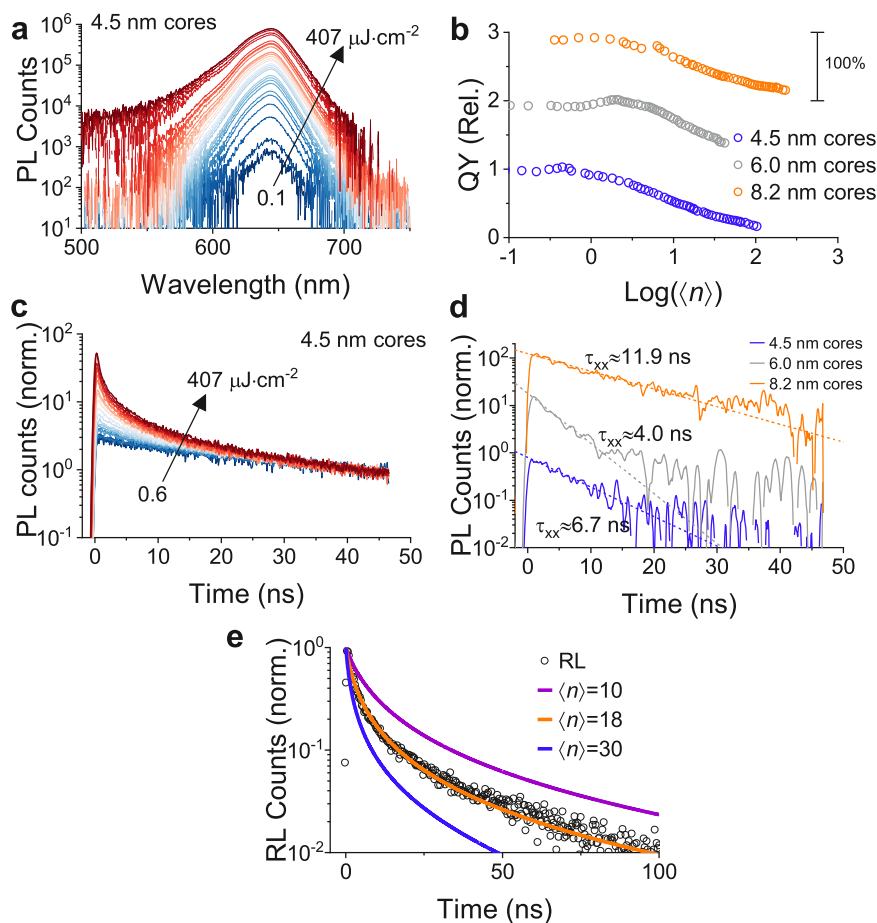 a
4.5 nm cores
407 μJ·cm⁻²
0.1
PL Counts
10⁶
10⁵
10⁴
10³
10²
10¹
500
600
700
Wavelength (nm)
b
100%
4.5 nm cores
6.0 nm cores
8.2 nm cores
QY (Rel.)
3
2
1
0
-1
0
1
2
3
Log(⟨n⟩)
c
4.5 nm cores
407 μJ·cm⁻²
0.6
PL counts (norm.)
10²
10¹
10⁰
10⁻¹
0
10
20
30
40
50
Time (ns)
d
4.5 nm cores
6.0 nm cores
8.2 nm cores
τxx≈11.9 ns
τxx≈4.0 ns
τxx≈6.7 ns
PL Counts (norm.)
10²
10¹
10⁰
10⁻¹
10⁻²
0
10
20
30
40
50
Time (ns)
e
RL
⟨n⟩=10
⟨n⟩=18
⟨n⟩=30
RL Counts (norm.)
10⁰
10⁻¹
10⁻²
0
50
100
Time (ns)